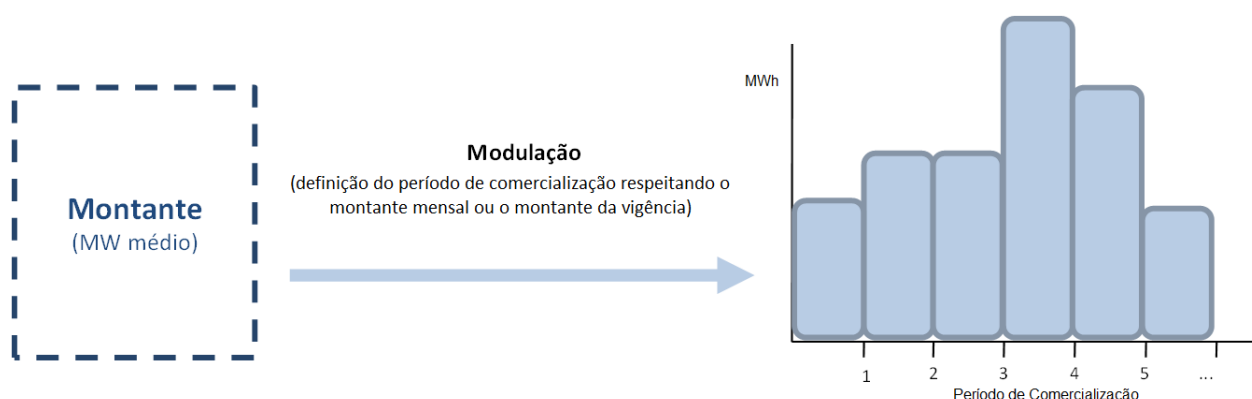 Montante
(MW médio)
Modulação
(definição do período de comercialização respeitando o
montante mensal ou o montante da vigência)
MWh
1 2 3 4 5 ...
Período de Comercialização